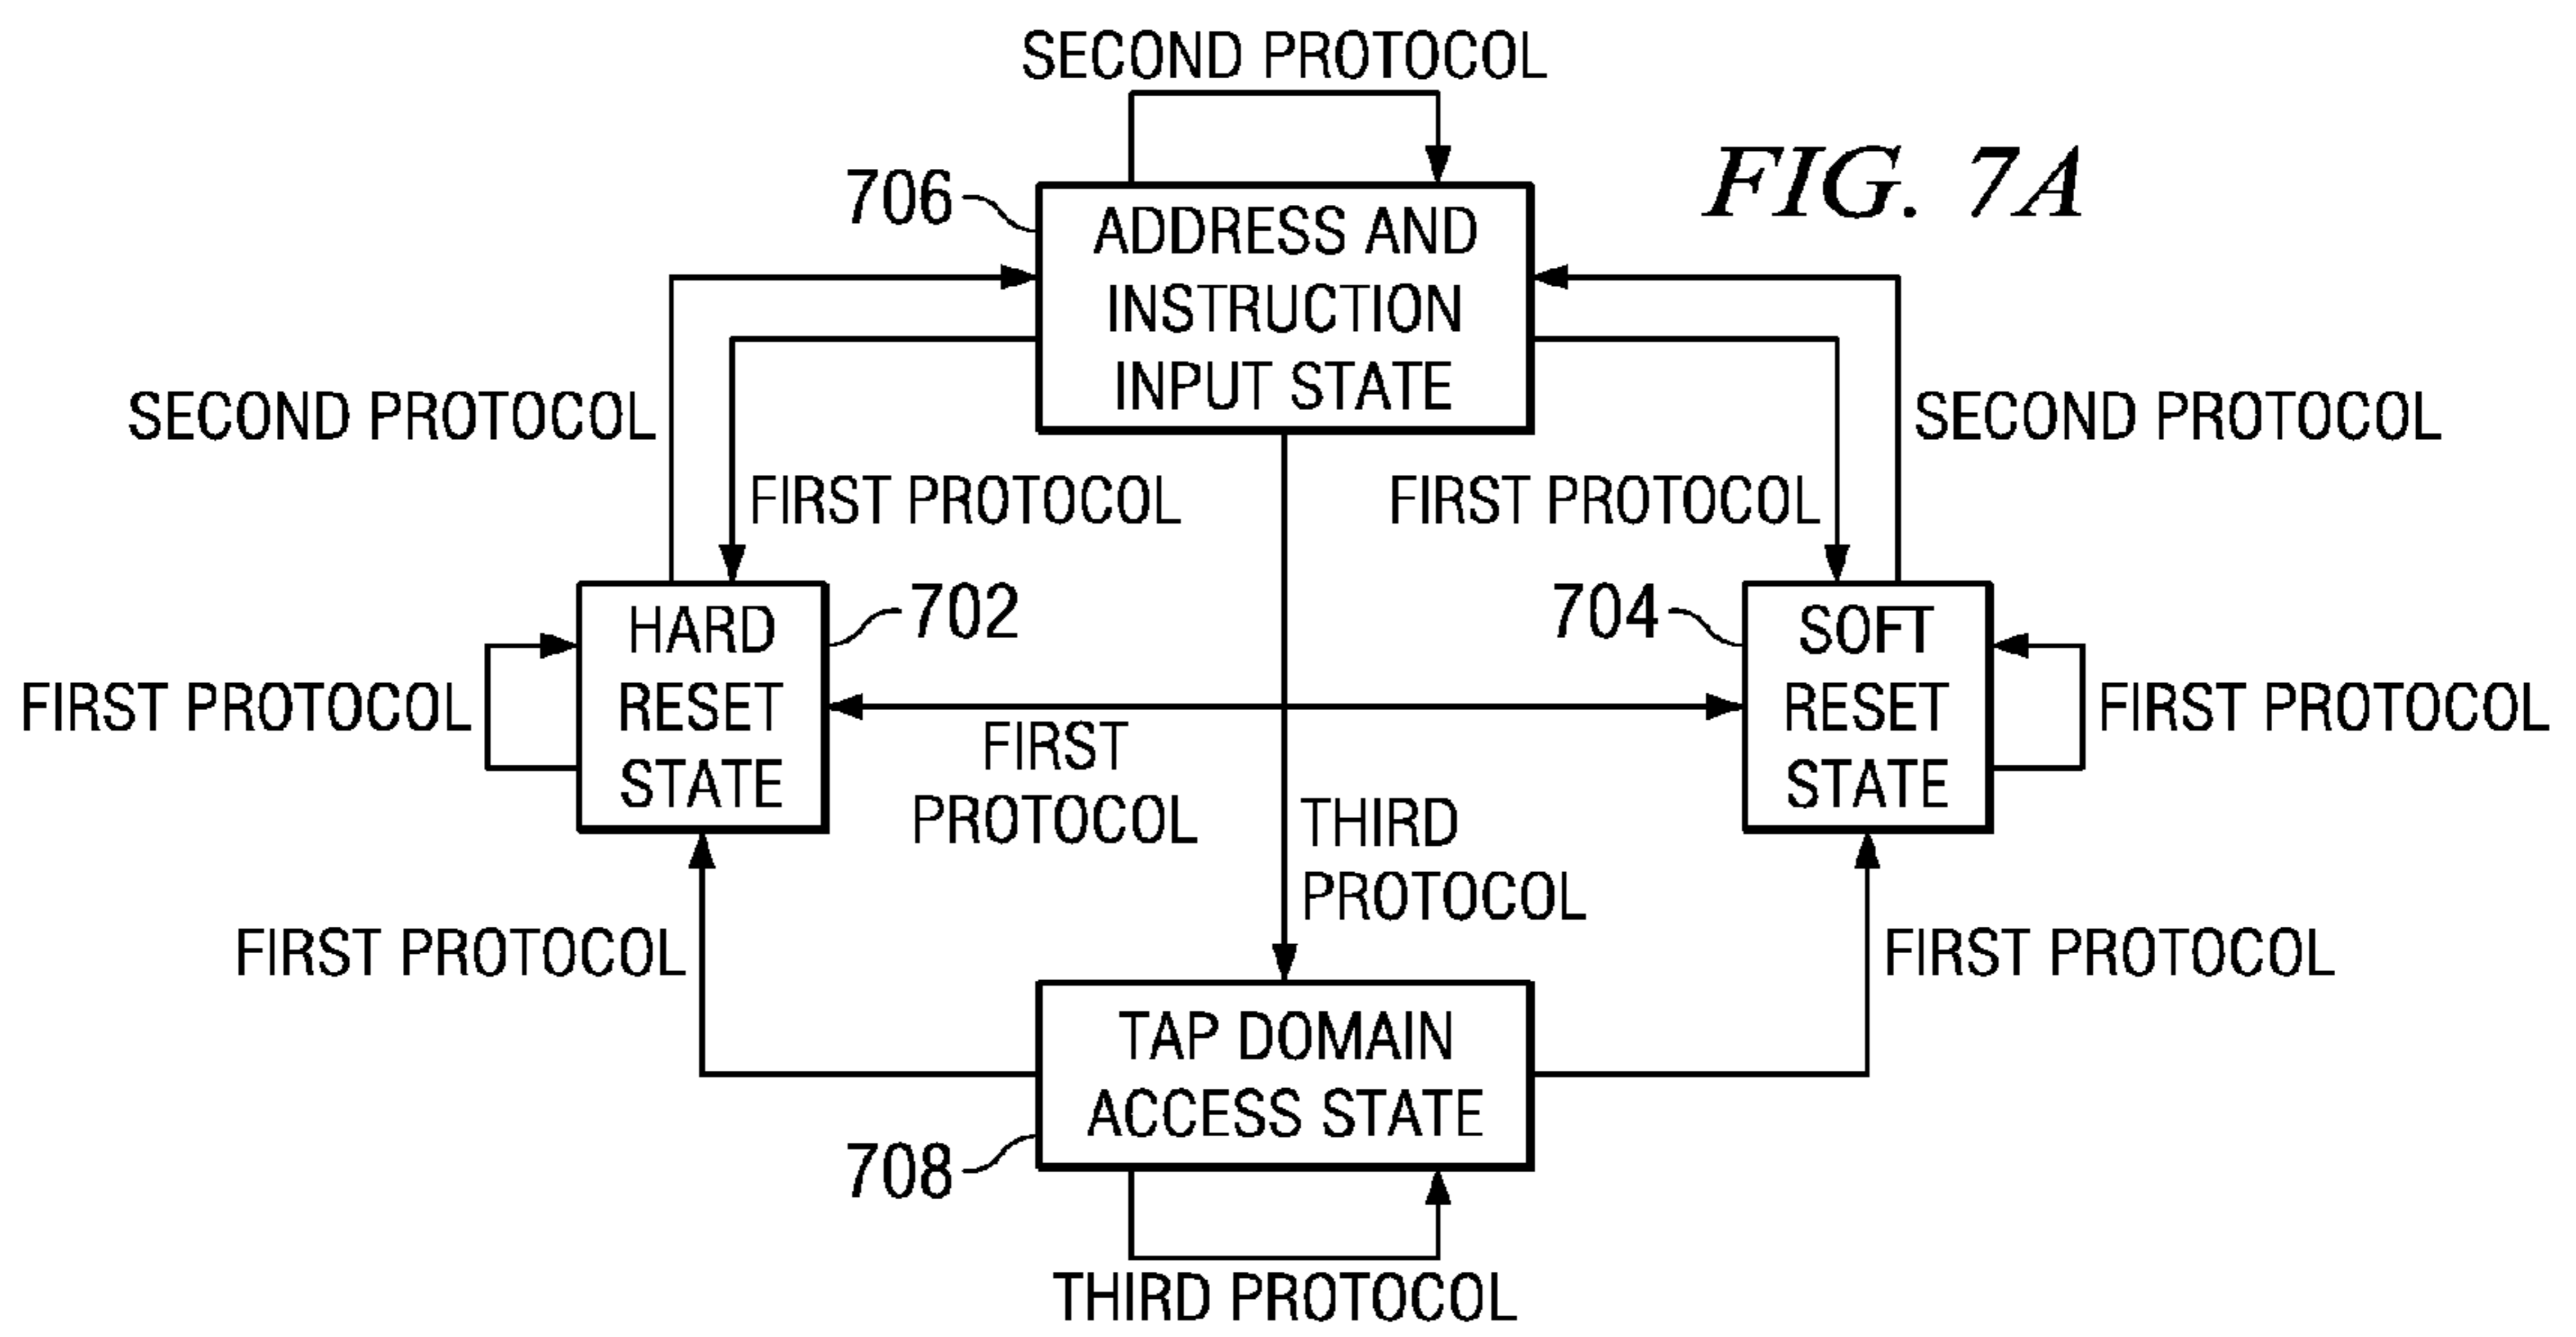 SECOND PROTOCOL
FIG. 7A
706
ADDRESS AND
INSTRUCTION
INPUT STATE
SECOND PROTOCOL
SECOND PROTOCOL
FIRST PROTOCOL
FIRST PROTOCOL
HARD
RESET
STATE
702
704
SOFT
RESET
STATE
FIRST PROTOCOL
FIRST PROTOCOL
FIRST
PROTOCOL
THIRD
PROTOCOL
FIRST PROTOCOL
FIRST PROTOCOL
TAP DOMAIN
ACCESS STATE
708
THIRD PROTOCOL